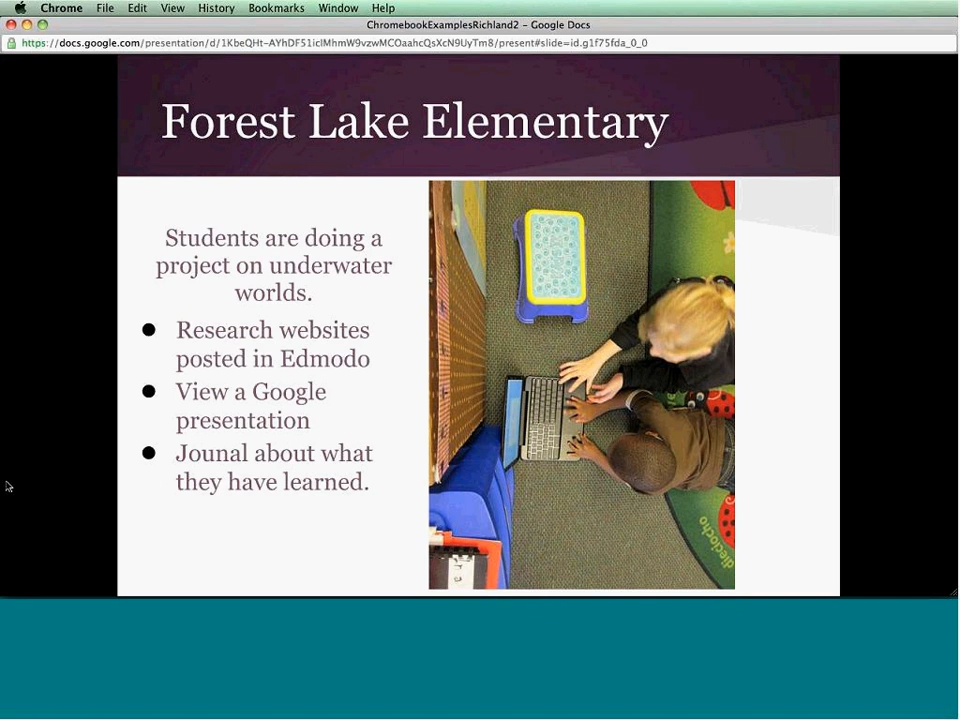 Chrome File Edit View History Bookmarks Window Help
ChromebookExamplesRichland2 - Google Docs
https://docs.google.com/presentation/d/1KbeQHt-AYhDF51iclMhmW9vzwMCOaahcQsXcN9UyTm8/present#slide=id.g1f75fda_0_0
Forest Lake Elementary
Students are doing a
project on underwater
worlds.
● Research websites
posted in Edmodo
● View a Google
presentation
● Jounal about what
they have learned.
dieciocho